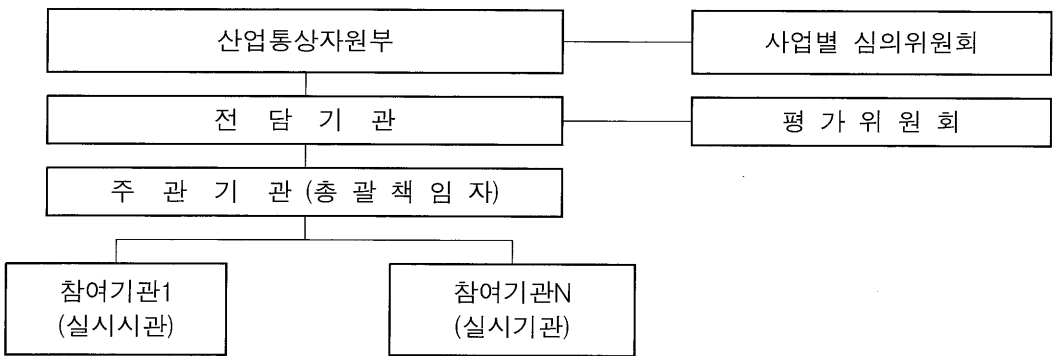 산업통상자원부
사업별 심의위원회
전 담 기 관
평 가 위 원 회
주 관 기 관 (총 괄 책 임 자)
참여기관1
(실시시관)
참여기관N
(실시기관)